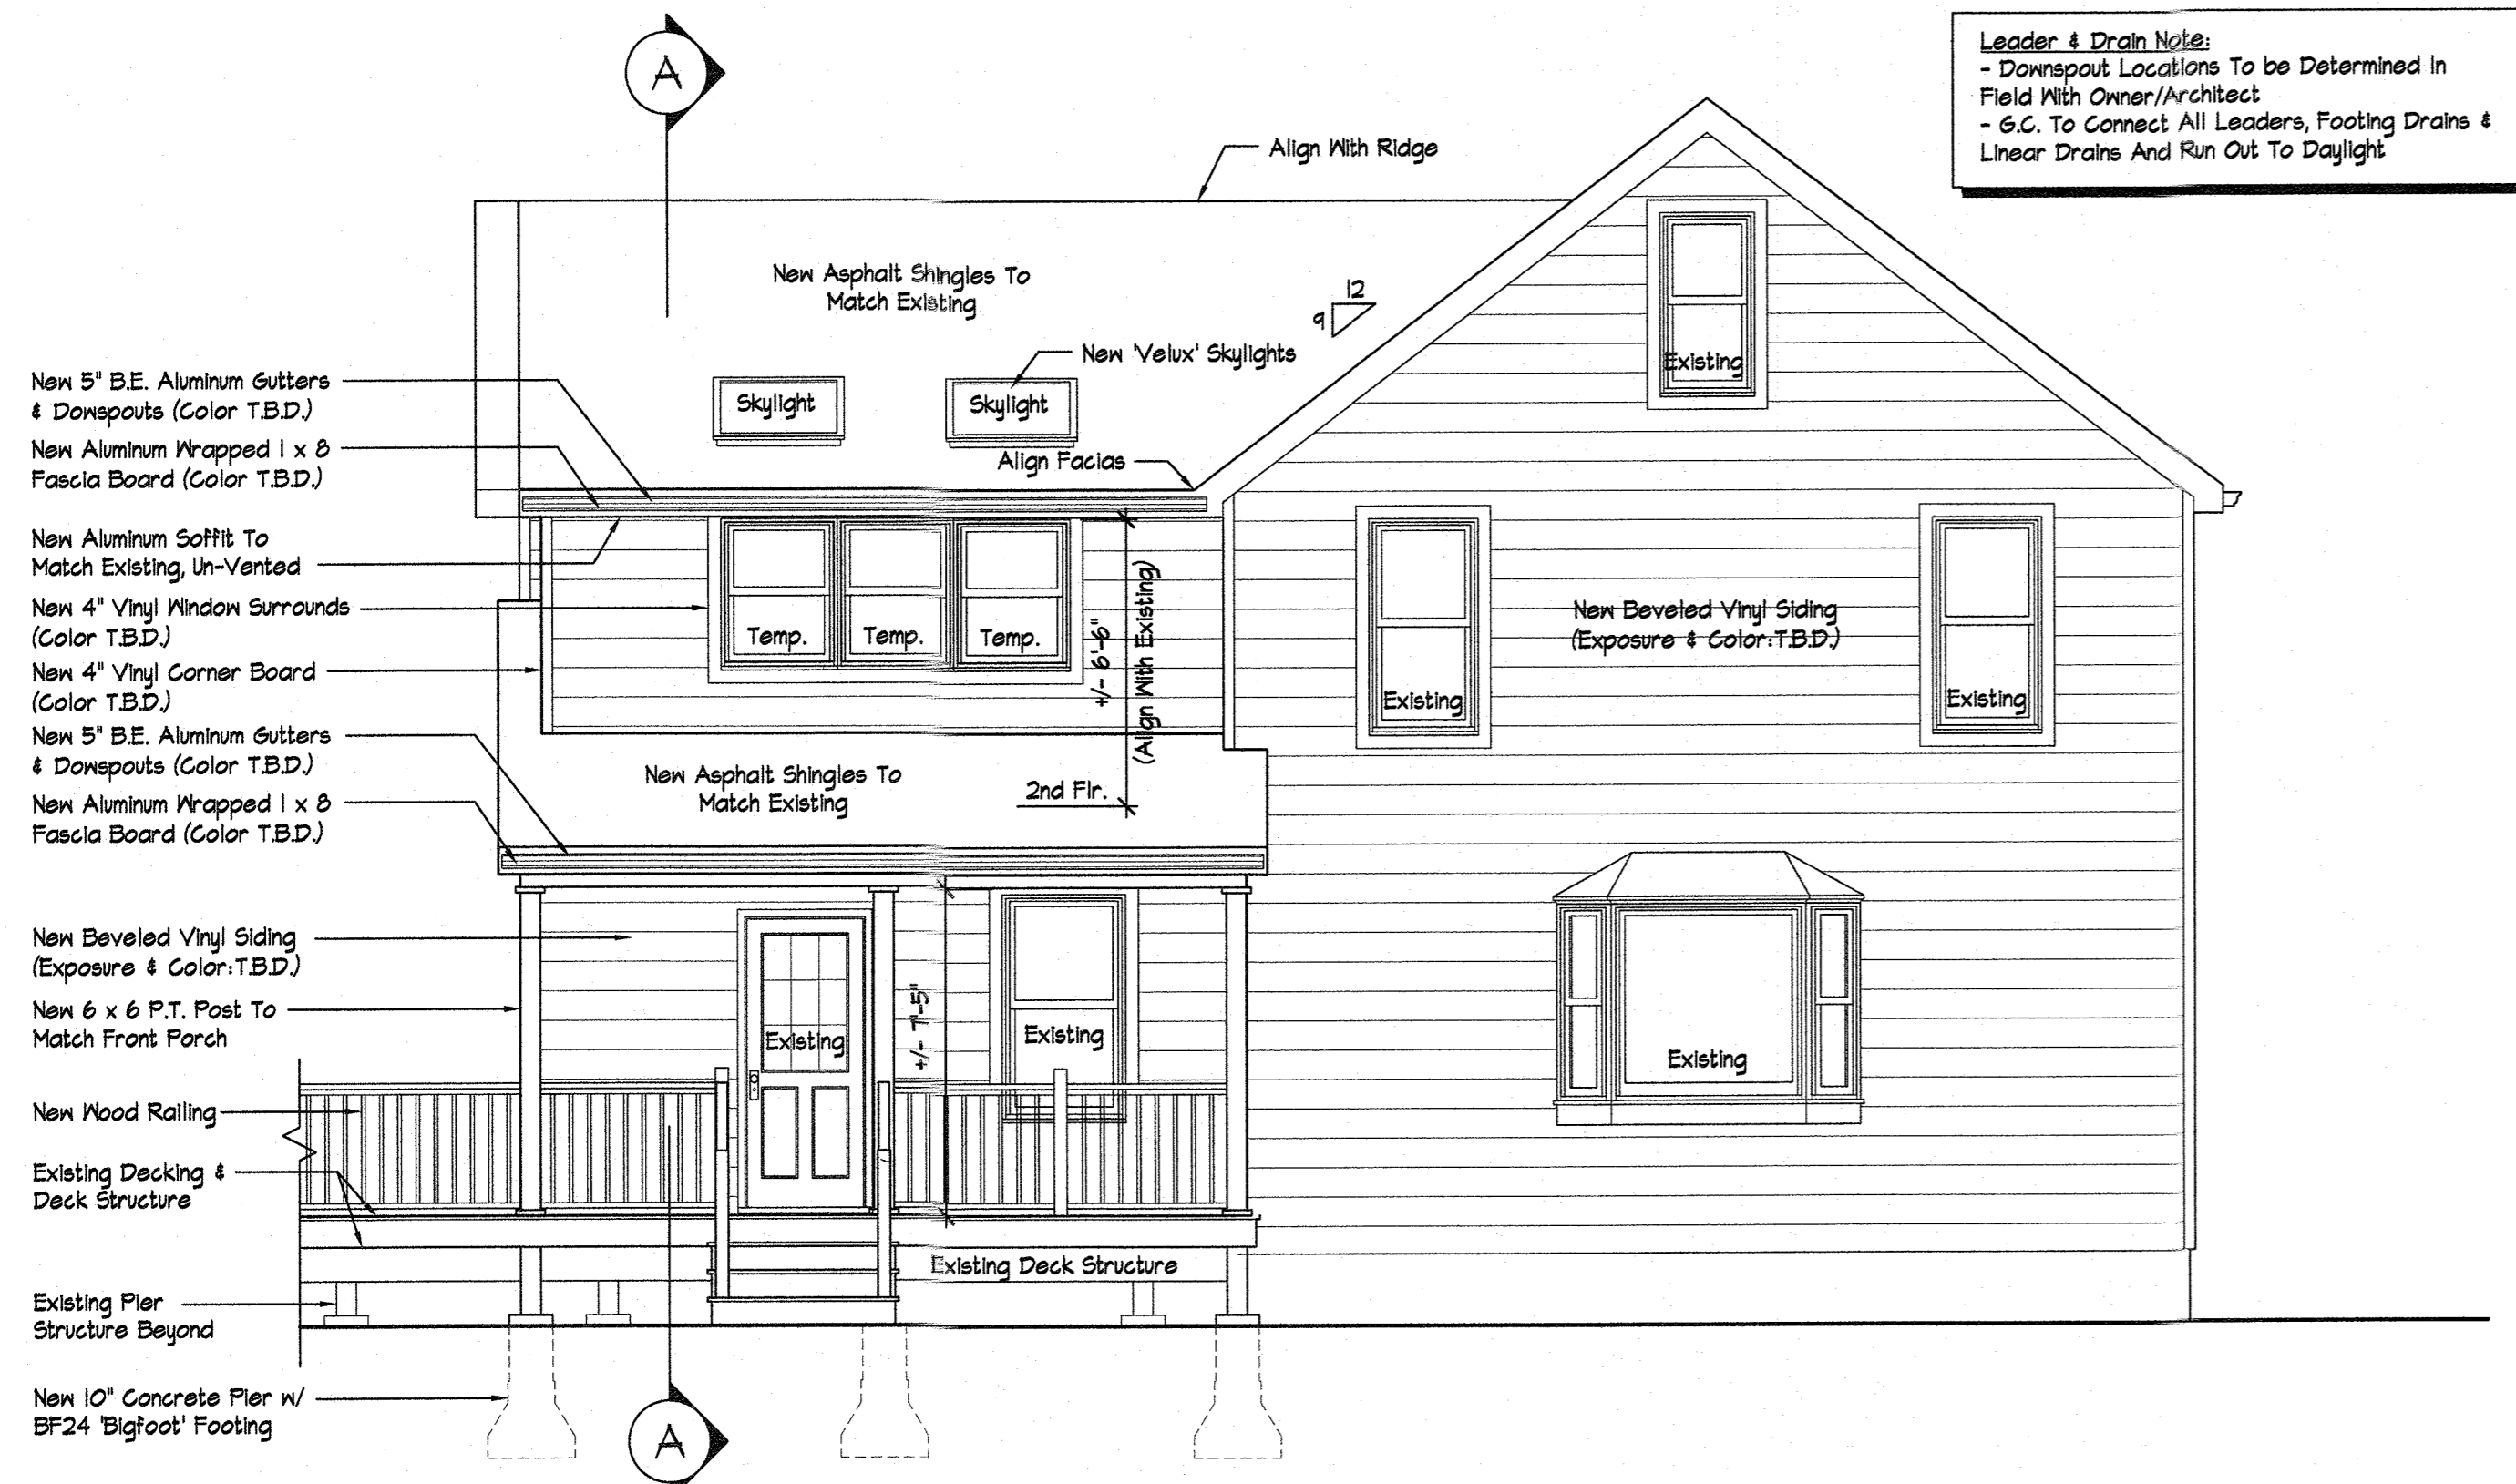 A
Leader & Drain Note:
- Downspout Locations To be Determined In
Field With Owner/Architect
- G.C. To Connect All Leaders, Footing Drains &
Linear Drains And Run Out To Daylight
Align With Ridge
New Asphalt Shingles To
Match Existing
12
9
New 'Velux' Skylights
Skylight
Skylight
Align Facias
Existing
New 5" B.E. Aluminum Gutters
& Dowspouts (Color T.B.D.)
New Aluminum Wrapped 1 x 8
Fascia Board (Color T.B.D.)
New Aluminum Soffit To
Match Existing, Un-Vented
New 4" Vinyl Window Surrounds
(Color T.B.D.)
New 4" Vinyl Corner Board
(Color T.B.D.)
New 5" B.E. Aluminum Gutters
& Dowspouts (Color T.B.D.)
New Aluminum Wrapped 1 x 8
Fascia Board (Color T.B.D.)
Temp.
Temp.
Temp.
+/- 6'-6"
(Align With Existing)
2nd Flr.
New Asphalt Shingles To
Match Existing
New Beveled Vinyl Siding
(Exposure & Color:T.B.D.)
Existing
Existing
New Beveled Vinyl Siding
(Exposure & Color:T.B.D.)
New 6 x 6 P.T. Post To
Match Front Porch
New Wood Railing
Existing Decking &
Deck Structure
Existing Pier
Structure Beyond
New 10" Concrete Pier w/
BF24 'Bigfoot' Footing
Existing
+/- 7'-5"
Existing
Existing
Existing Deck Structure
A